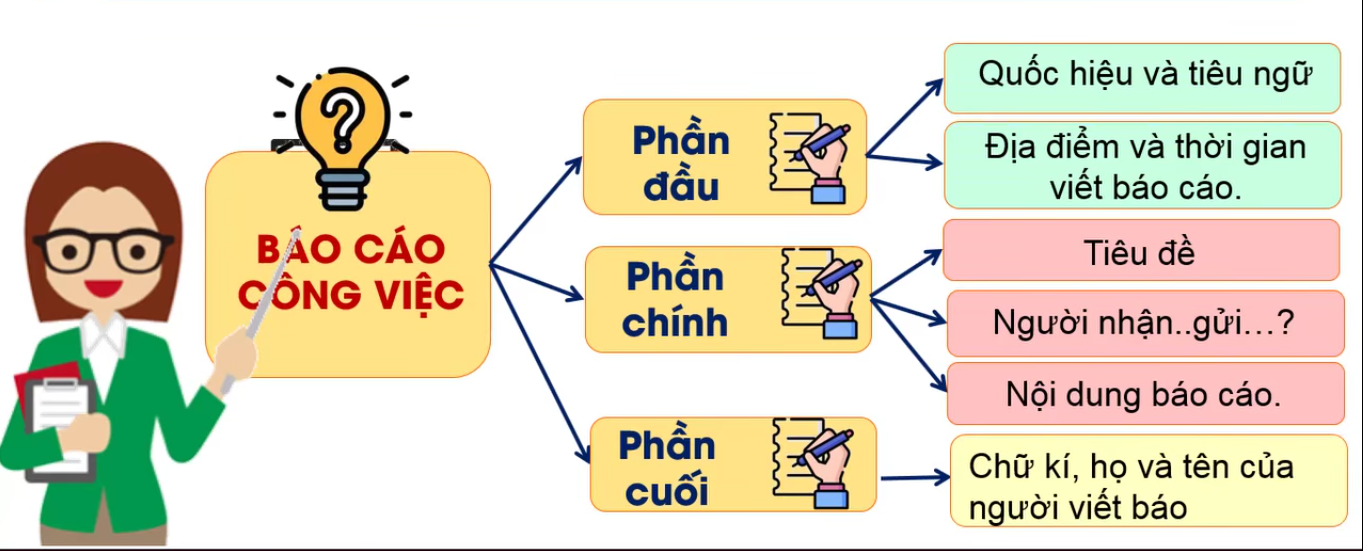 BÁO CÁO
CÔNG VIỆC
Phần
đầu
Quốc hiệu và tiêu ngữ
Địa điểm và thời gian
viết báo cáo.
Phần
chính
Tiêu đề
Người nhận..gửi...?
Nội dung báo cáo.
Phần
cuối
Chữ kí, họ và tên của
người viết báo